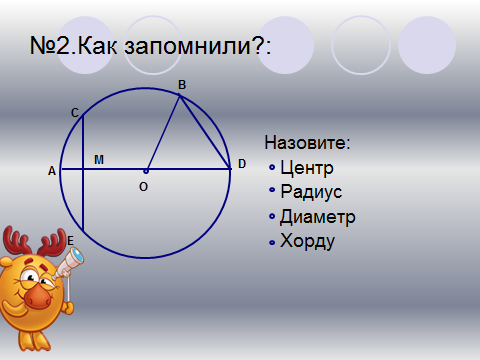 №2.Как запомнили?:
B
C
A
M
D
O
E
Назовите:
Центр
Радиус
Диаметр
Хорду